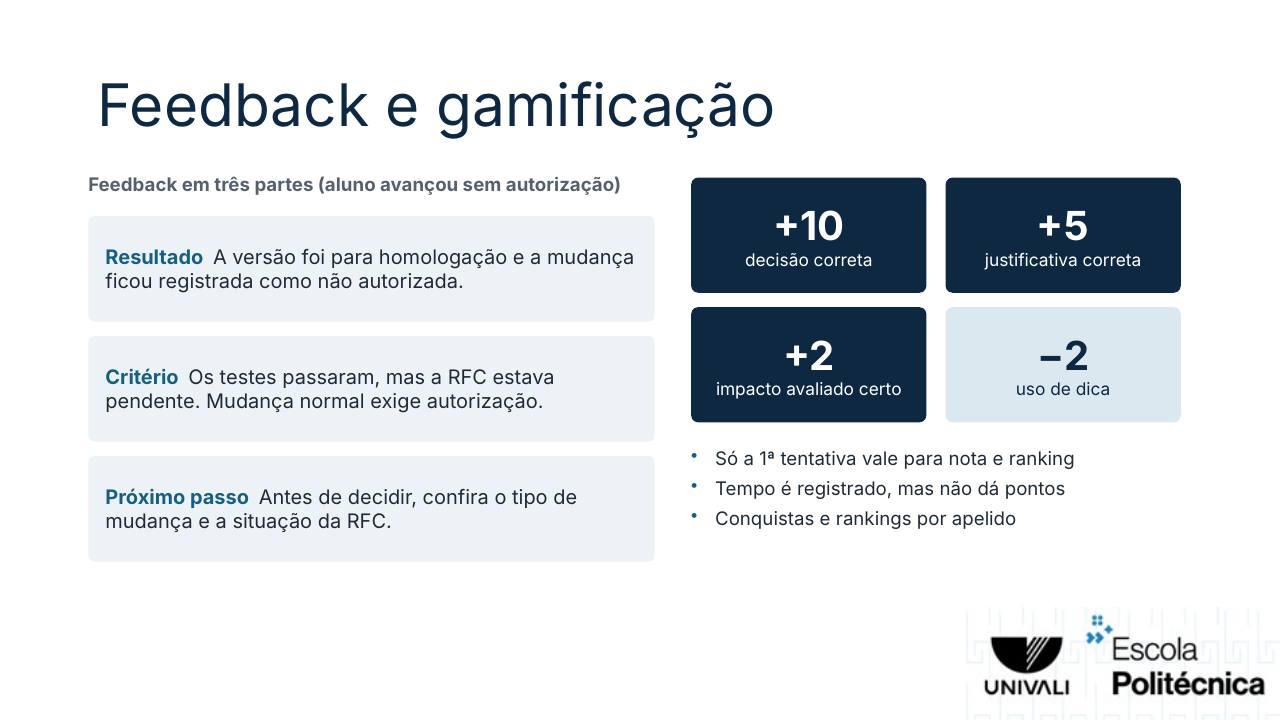 Feedback e gamificação
Feedback em três partes (aluno avançou sem autorização)
Resultado A versão foi para homologação e a mudança
ficou registrada como não autorizada.
Critério Os testes passaram, mas a RFC estava
pendente. Mudança normal exige autorização.
Próximo passo Antes de decidir, confira o tipo de
mudança e a situação da RFC.
+10
decisão correta
+5
justificativa correta
+2
impacto avaliado certo
−2
uso de dica
• Só a 1ª tentativa vale para nota e ranking
• Tempo é registrado, mas não dá pontos
• Conquistas e rankings por apelido
UNIVALI
Escola
Politécnica